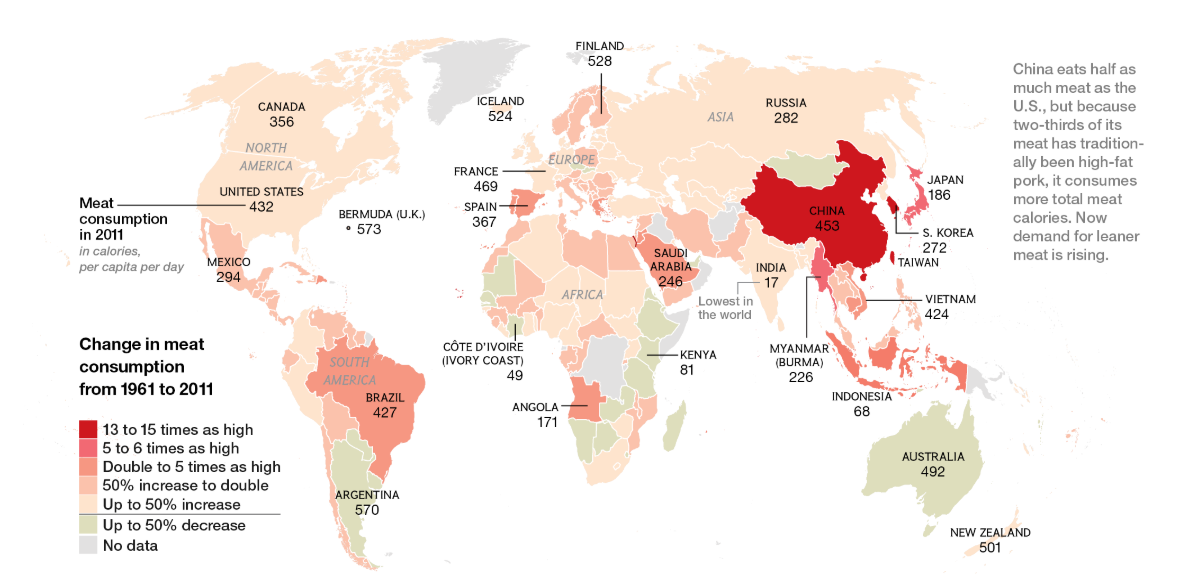 FINLAND
528
China eats half as
much meat as the
U.S., but because
two-thirds of its
meat has tradition-
ally been high-fat
pork, it consumes
more total meat
calories. Now
demand for leaner
meat is rising.
CANADA
356
ICELAND
524
RUSSIA
282
ASIA
NORTH
AMERICA
EUROPE
FRANCE
469
UNITED STATES
432
SPAIN
367
JAPAN
186
Meat
consumption
in 2011
in calories,
per capita per day
BERMUDA (U.K.)
573
CHINA
453
S. KOREA
272
TAIWAN
MEXICO
294
SAUDI
ARABIA
246
INDIA
17
Lowest in
the world
AFRICA
VIETNAM
424
CÔTE D'IVOIRE
(IVORY COAST)
49
KENYA
81
MYANMAR
(BURMA)
226
SOUTH
AMERICA
BRAZIL
427
ANGOLA
171
INDONESIA
68
AUSTRALIA
492
ARGENTINA
570
NEW ZEALAND
501
Change in meat
consumption
from 1961 to 2011
13 to 15 times as high
5 to 6 times as high
Double to 5 times as high
50% increase to double
Up to 50% increase
Up to 50% decrease
No data